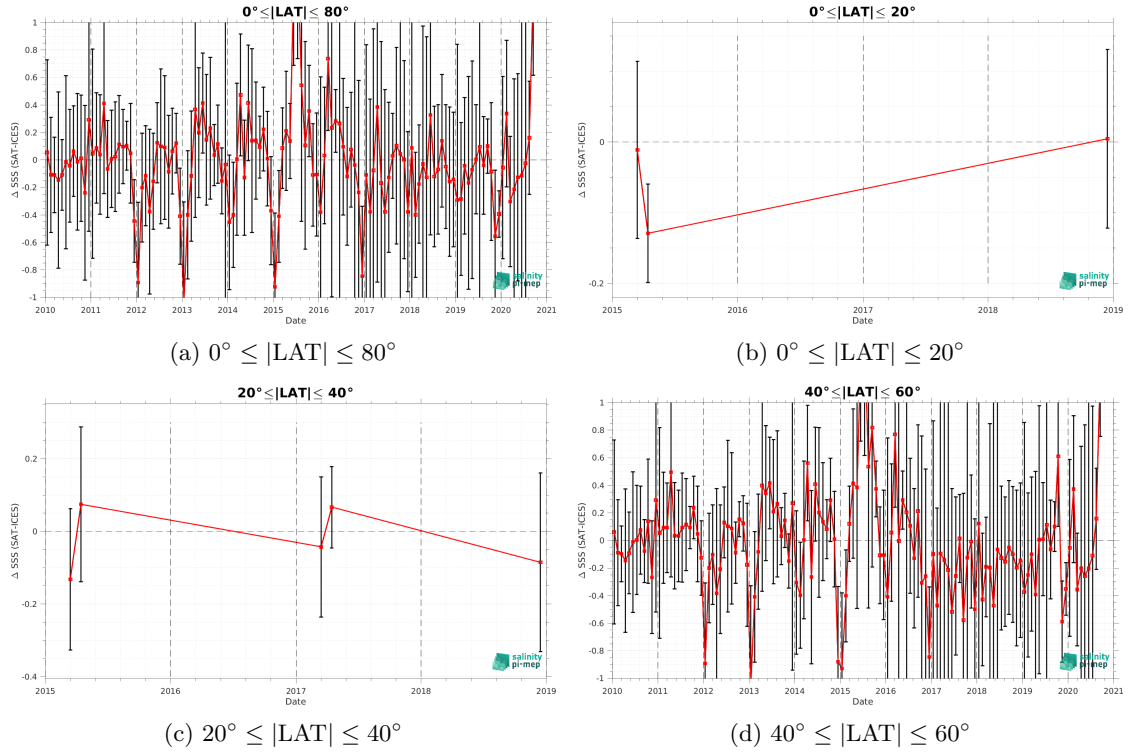 0°≤|LAT|≤ 80°
1
0.8
0.6
0.4
0.2
0
-0.2
-0.4
-0.6
-0.8
-1
Δ SSS (SAT-ICES)
2010 2011 2012 2013 2014 2015 2016 2017 2018 2019 2020 2021
Date
salinity
pi-mep
(a) 0° ≤ |LAT| ≤ 80°
0°≤|LAT|≤ 20°
0
-0.2
Δ SSS (SAT-ICES)
2015 2016 2017 2018 2019
Date
salinity
pi-mep
(b) 0° ≤ |LAT| ≤ 20°
20°≤|LAT|≤ 40°
0.2
0
-0.2
-0.4
Δ SSS (SAT-ICES)
2015 2016 2017 2018 2019
Date
salinity
pi-mep
(c) 20° ≤ |LAT| ≤ 40°
40°≤|LAT|≤ 60°
1
0.8
0.6
0.4
0.2
0
-0.2
-0.4
-0.6
-0.8
-1
Δ SSS (SAT-ICES)
2010 2011 2012 2013 2014 2015 2016 2017 2018 2019 2020 2021
Date
salinity
pi-mep
(d) 40° ≤ |LAT| ≤ 60°